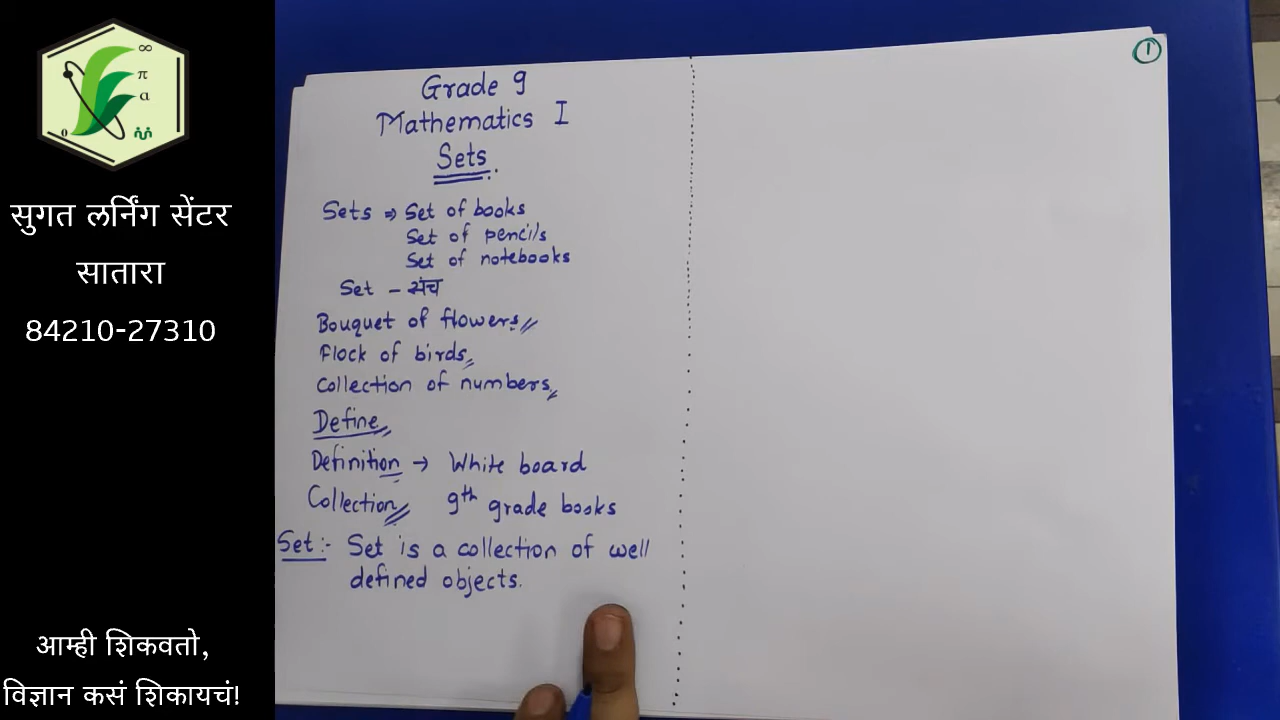 ∞
π
a
0
सुगत लर्निंग सेंटर
सातारा
84210-27310
आम्ही शिकवतो,
विज्ञान कसं शिकायचं!
1
Grade 9
Mathematics I
Sets
Sets ⇒ Set of books
Set of pencils
Set of notebooks
Set - संच
Bouquet of flowers
Flock of birds
Collection of numbers
Define
Definition → White board
Collection 9th grade books
Set:- Set is a collection of well
defined objects.